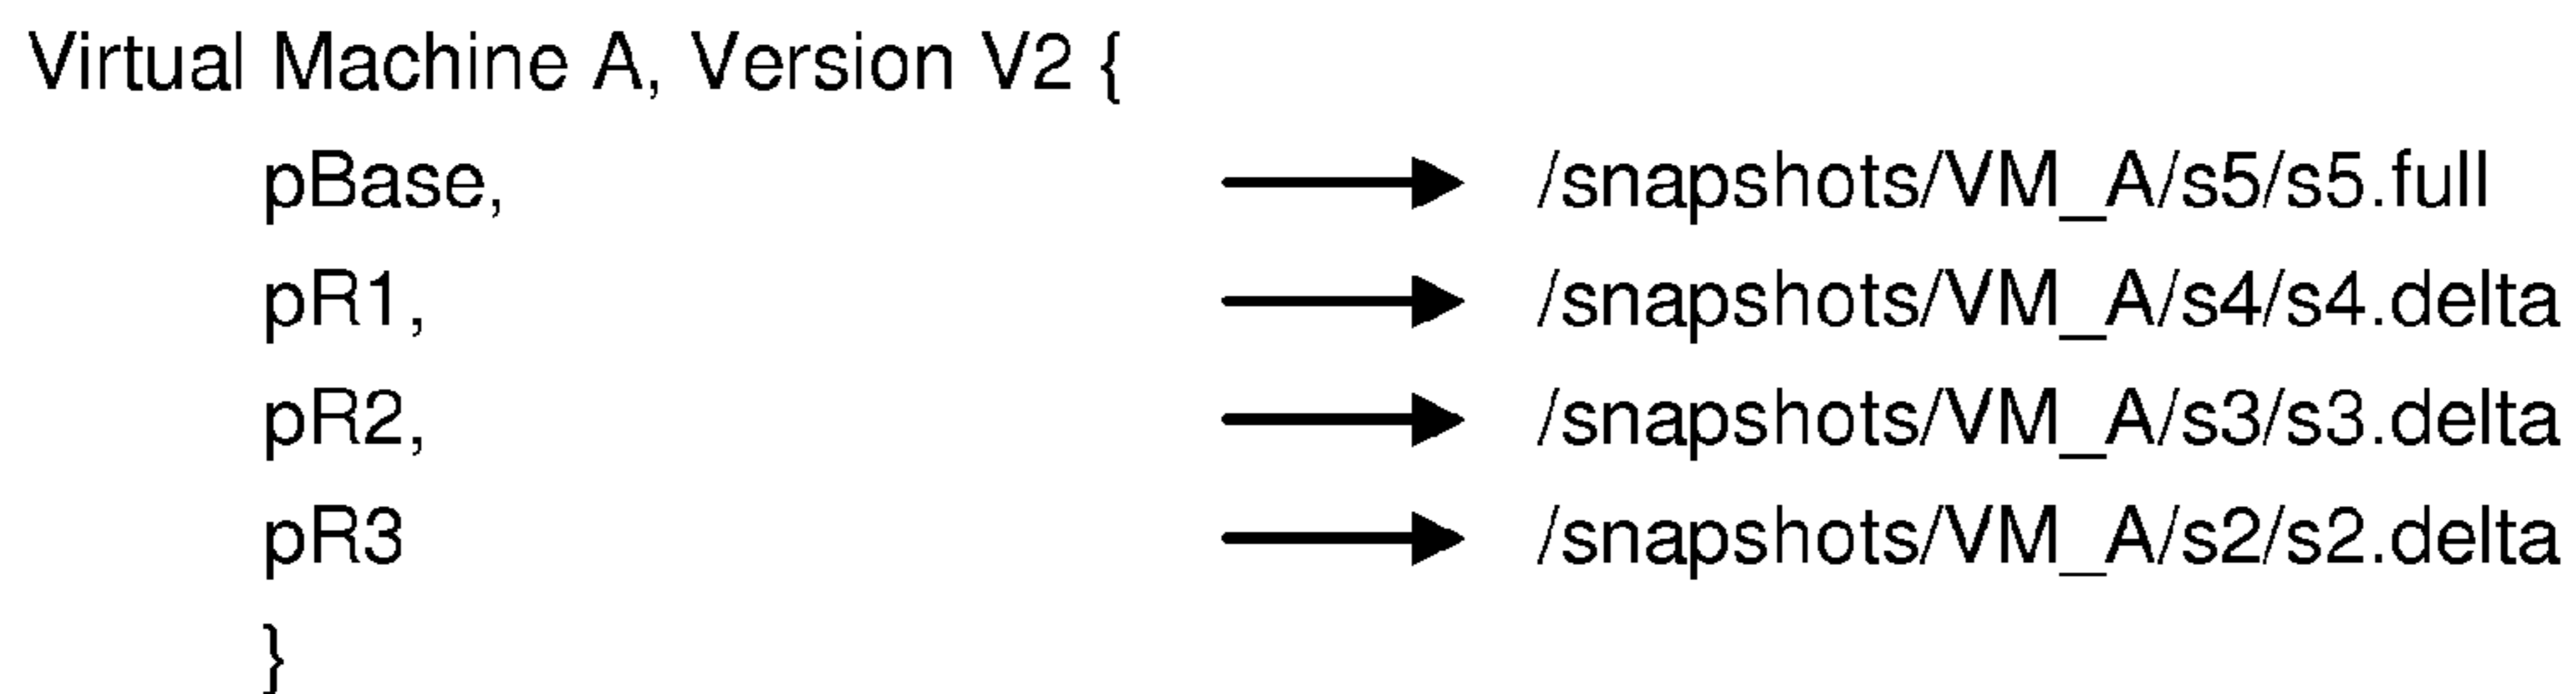 Virtual Machine A, Version V2 {
pBase, /snapshots/VM_A/s5/s5.full
pR1, /snapshots/VM_A/s4/s4.delta
pR2, /snapshots/VM_A/s3/s3.delta
pR3 /snapshots/VM_A/s2/s2.delta
}